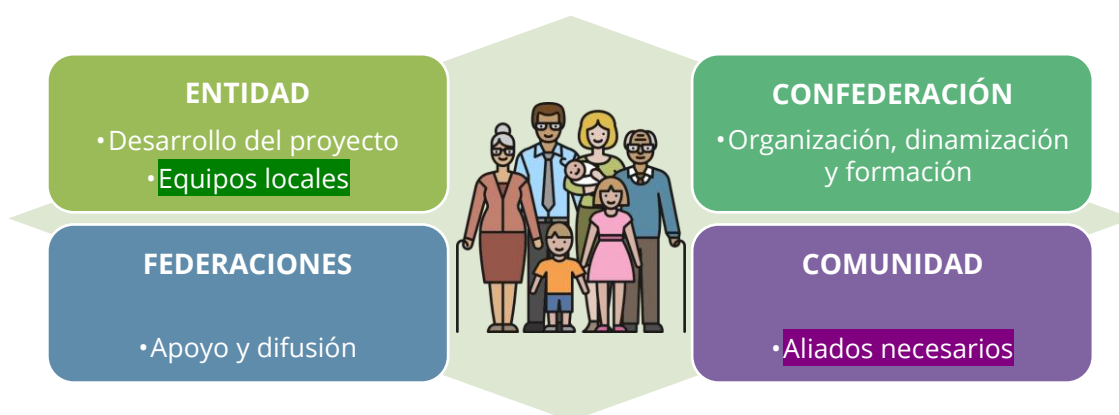 ENTIDAD
•Desarrollo del proyecto
•Equipos locales
CONFEDERACIÓN
•Organización, dinamización
y formación
FEDERACIONES
•Apoyo y difusión
COMUNIDAD
•Aliados necesarios